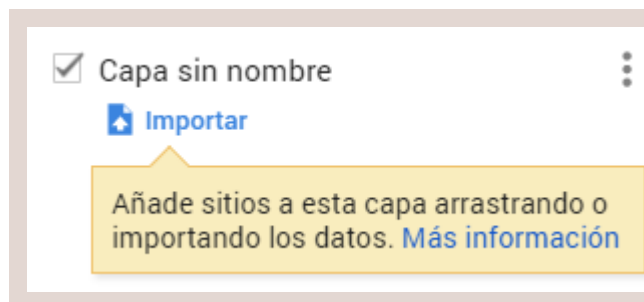 Capa sin nombre
Importar
Añade sitios a esta capa arrastrando o
importando los datos. Más información